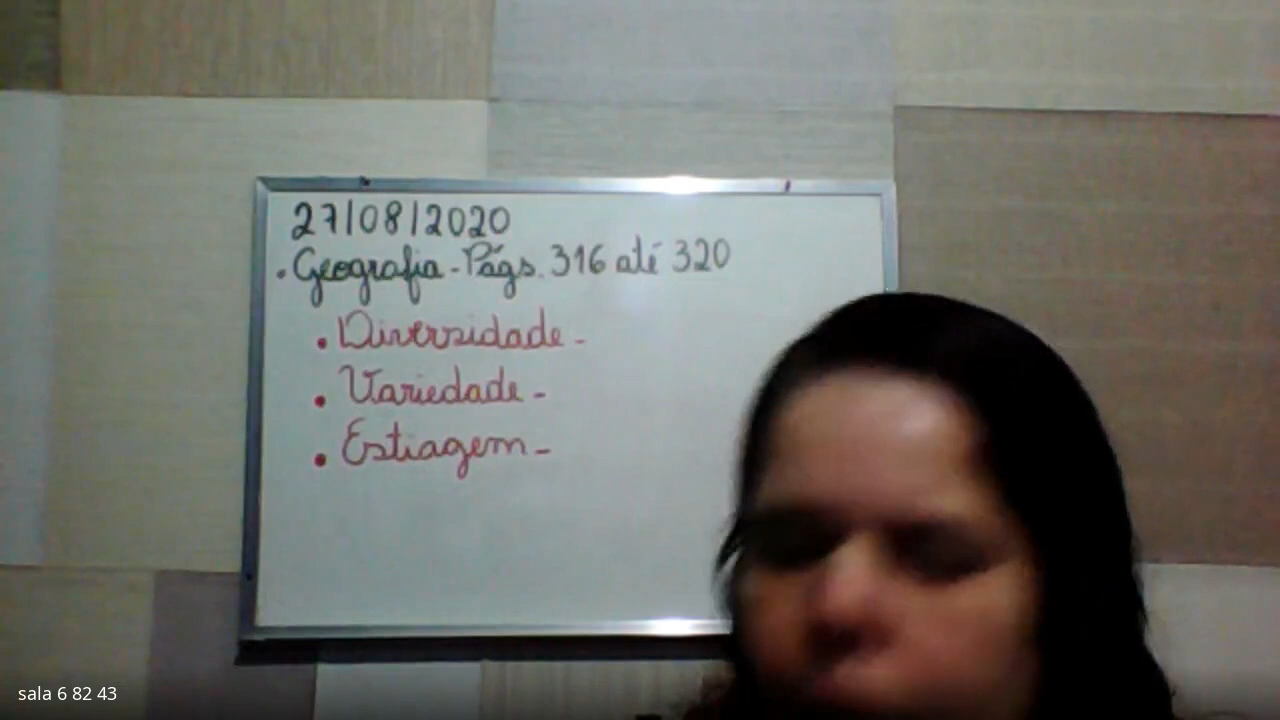 27/08/2020
. Geografia - Págs. 316 até 320
. Diversidade -
. Variedade -
. Estiagem -
sala 6 82 43